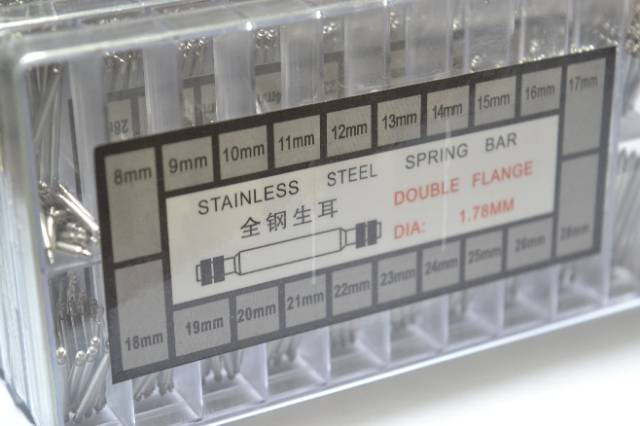 8mm 9mm 10mm 11mm 12mm 13mm 14mm 15mm 16mm 17mm
STAINLESS STEEL SPRING BAR
全钢生耳
DOUBLE FLANGE
DIA: 1.78MM
18mm 19mm 20mm 21mm 22mm 23mm 24mm 25mm 26mm 28mm